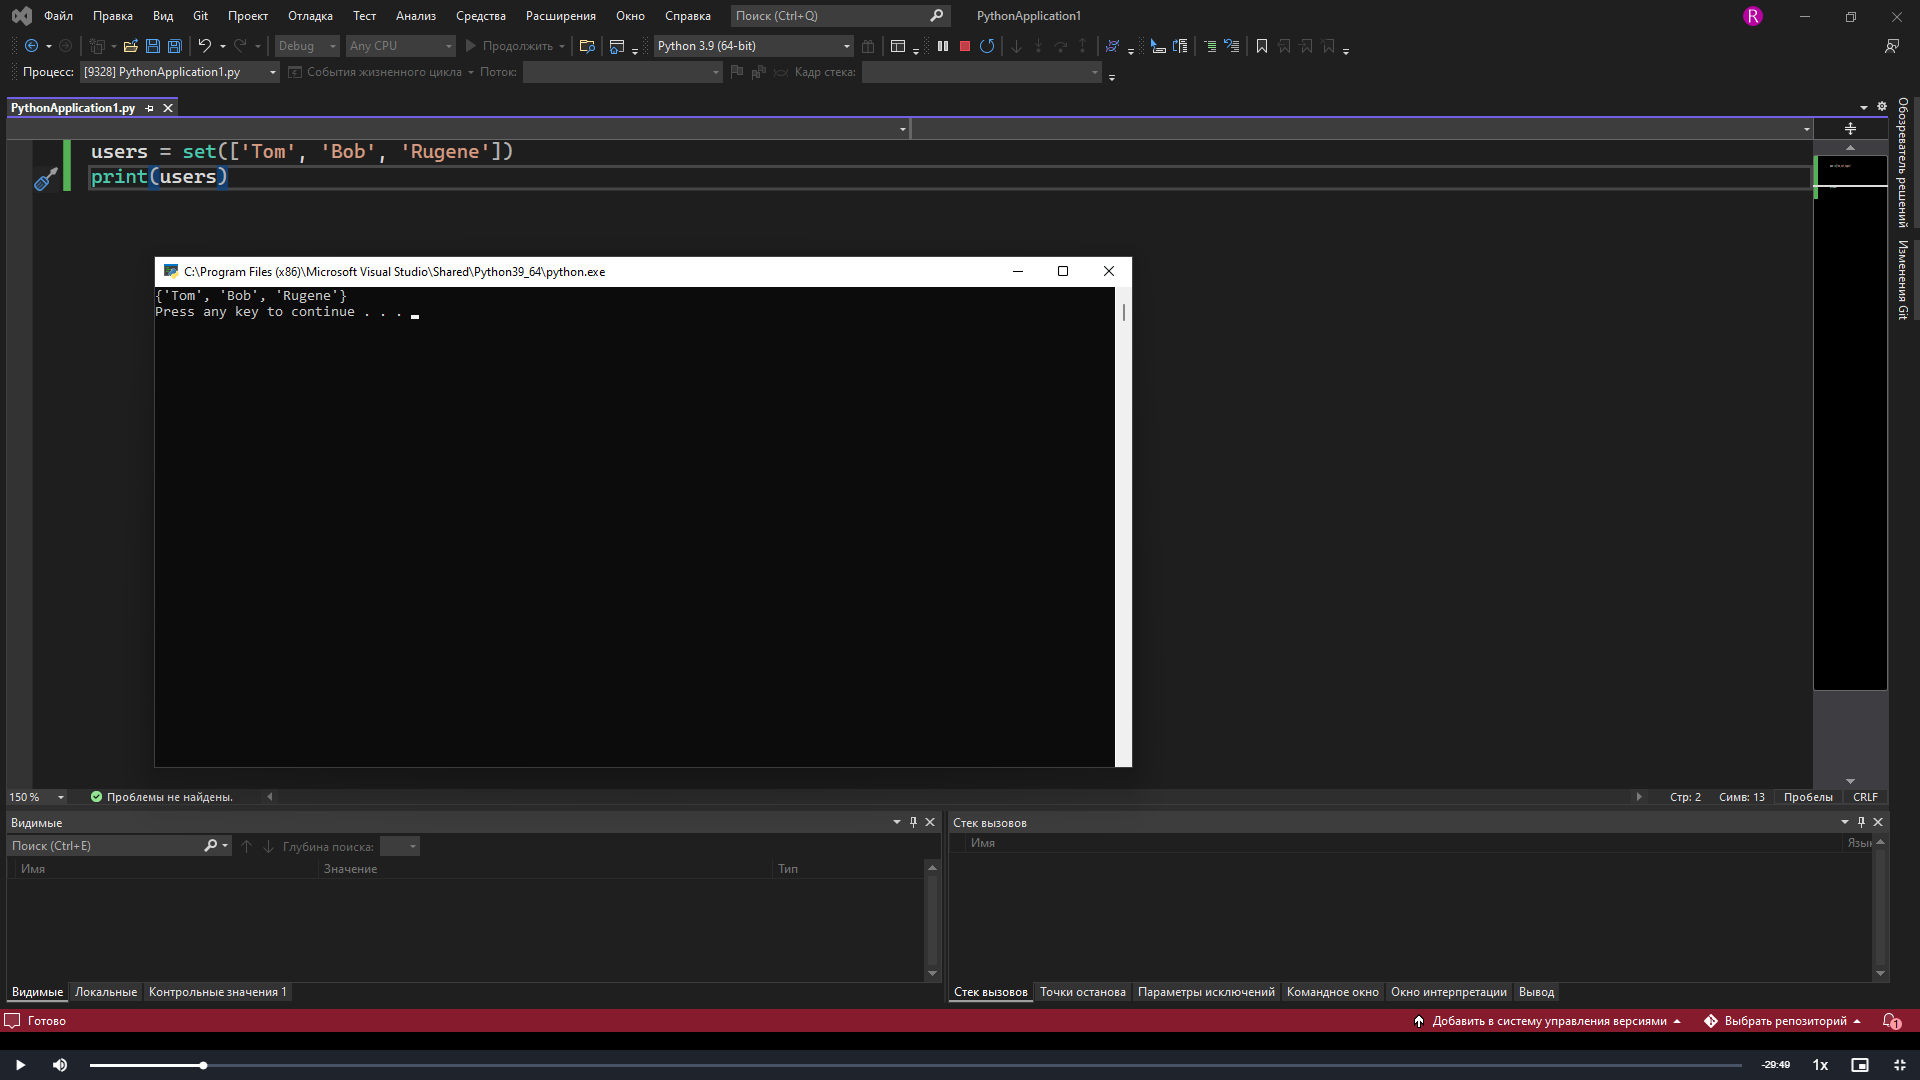 Файл Правка Вид Git Проект Отладка Тест Анализ Средства Расширения Окно Справка Поиск (Ctrl+Q) PythonApplication1 R
Debug Any CPU Продолжить Python 3.9 (64-bit)
Процесс: [9328] PythonApplication1.py События жизненного цикла Поток: Кадр стека:
PythonApplication1.py
users = set(['Tom', 'Bob', 'Rugene'])
print(users)
Обозреватель решений
Изменения Git
C:\Program Files (x86)\Microsoft Visual Studio\Shared\Python39_64\python.exe
{'Tom', 'Bob', 'Rugene'}
Press any key to continue . . .
150 % Проблемы не найдены. Стр: 2 Симв: 13 Пробелы CRLF
Видимые
Поиск (Ctrl+E) Глубина поиска:
Имя Значение Тип
Видимые Локальные Контрольные значения 1
Стек вызовов
Имя Язык
Стек вызовов Точки останова Параметры исключений Командное окно Окно интерпретации Вывод
Готово Добавить в систему управления версиями Выбрать репозиторий 1
-29:49 1x